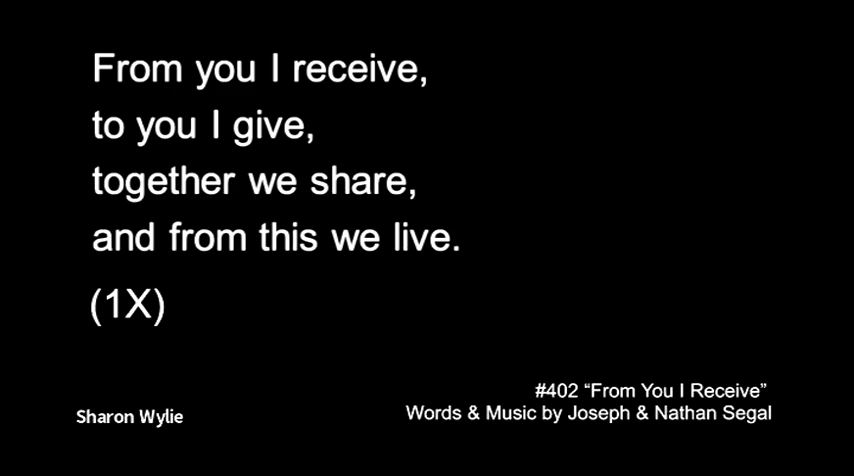 From you I receive,
to you I give,
together we share,
and from this we live.
(1X)
#402 “From You I Receive”
Words & Music by Joseph & Nathan Segal
Sharon Wylie